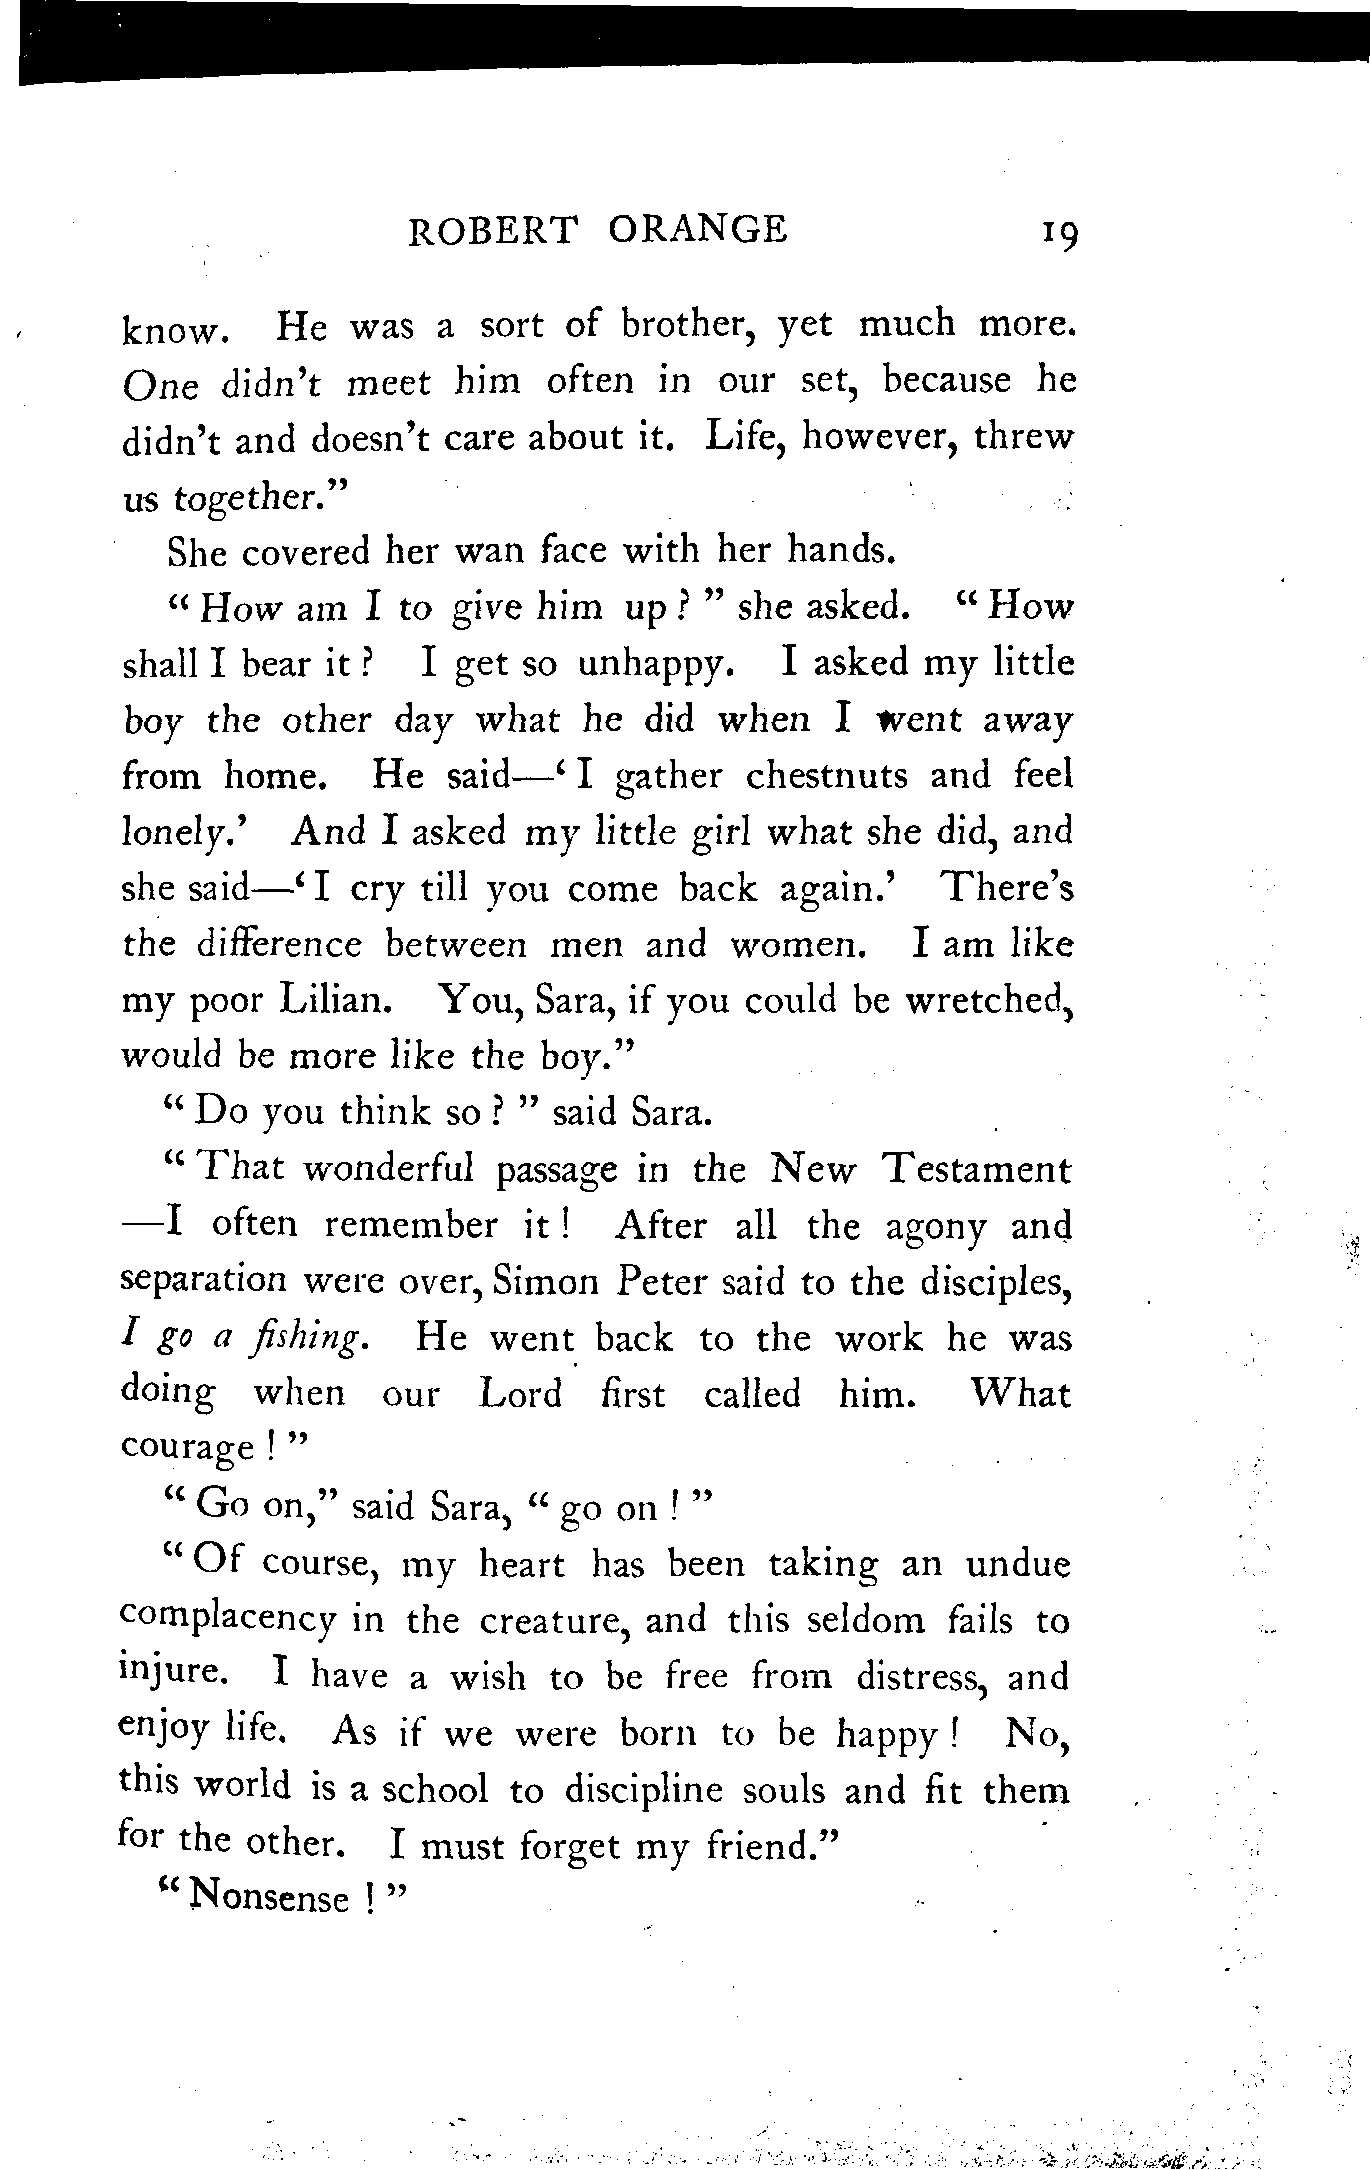 ROBERT ORANGE 19
know. He was a sort of brother, yet much more.
One didn't meet him often in our set, because he
didn't and doesn't care about it. Life, however, threw
us together."
She covered her wan face with her hands.
"How am I to give him up?" she asked. "How
shall I bear it? I get so unhappy. I asked my little
boy the other day what he did when I went away
from home. He said—'I gather chestnuts and feel
lonely.' And I asked my little girl what she did, and
she said—'I cry till you come back again.' There's
the difference between men and women. I am like
my poor Lilian. You, Sara, if you could be wretched,
would be more like the boy."
"Do you think so?" said Sara.
"That wonderful passage in the New Testament
—I often remember it! After all the agony and
separation were over, Simon Peter said to the disciples,
I go a fishing. He went back to the work he was
doing when our Lord first called him. What
courage!"
"Go on," said Sara, "go on!"
"Of course, my heart has been taking an undue
complacency in the creature, and this seldom fails to
injure. I have a wish to be free from distress, and
enjoy life. As if we were born to be happy! No,
this world is a school to discipline souls and fit them
for the other. I must forget my friend."
"Nonsense!"